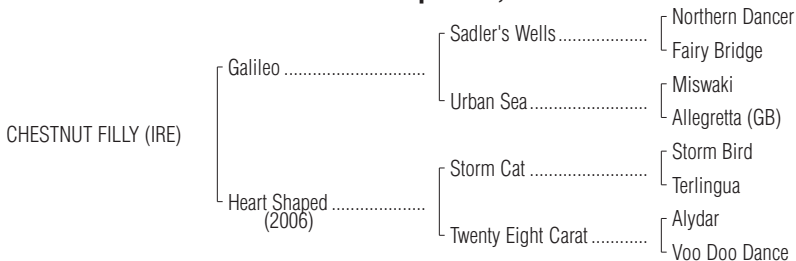 Northern Dancer
Sadler's Wells...................
Fairy Bridge
Galileo ..............................
Miswaki
Urban Sea.........................
Allegretta (GB)
CHESTNUT FILLY (IRE)
Storm Bird
Storm Cat .........................
Terlingua
Heart Shaped ....................
(2006)
Alydar
Twenty Eight Carat............
Voo Doo Dance